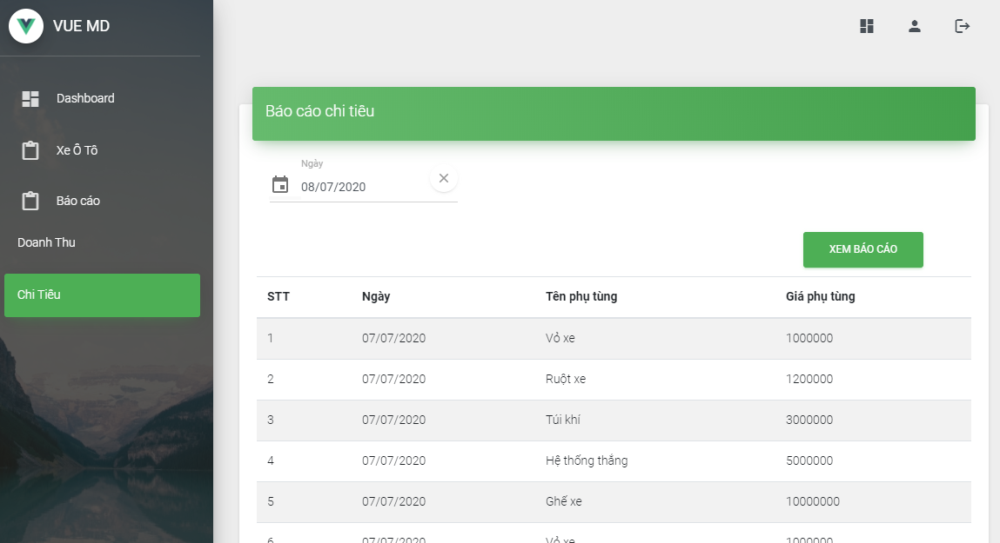 VUE MD
Dashboard
Xe Ô Tô
Báo cáo
Doanh Thu
Chi Tiêu
Báo cáo chi tiêu
Ngày
08/07/2020
XEM BÁO CÁO
STT Ngày Tên phụ tùng Giá phụ tùng
1 07/07/2020 Vỏ xe 1000000
2 07/07/2020 Ruột xe 1200000
3 07/07/2020 Túi khí 3000000
4 07/07/2020 Hệ thống thắng 5000000
5 07/07/2020 Ghế xe 10000000
6 07/07/2020 Vỏ xe 1000000